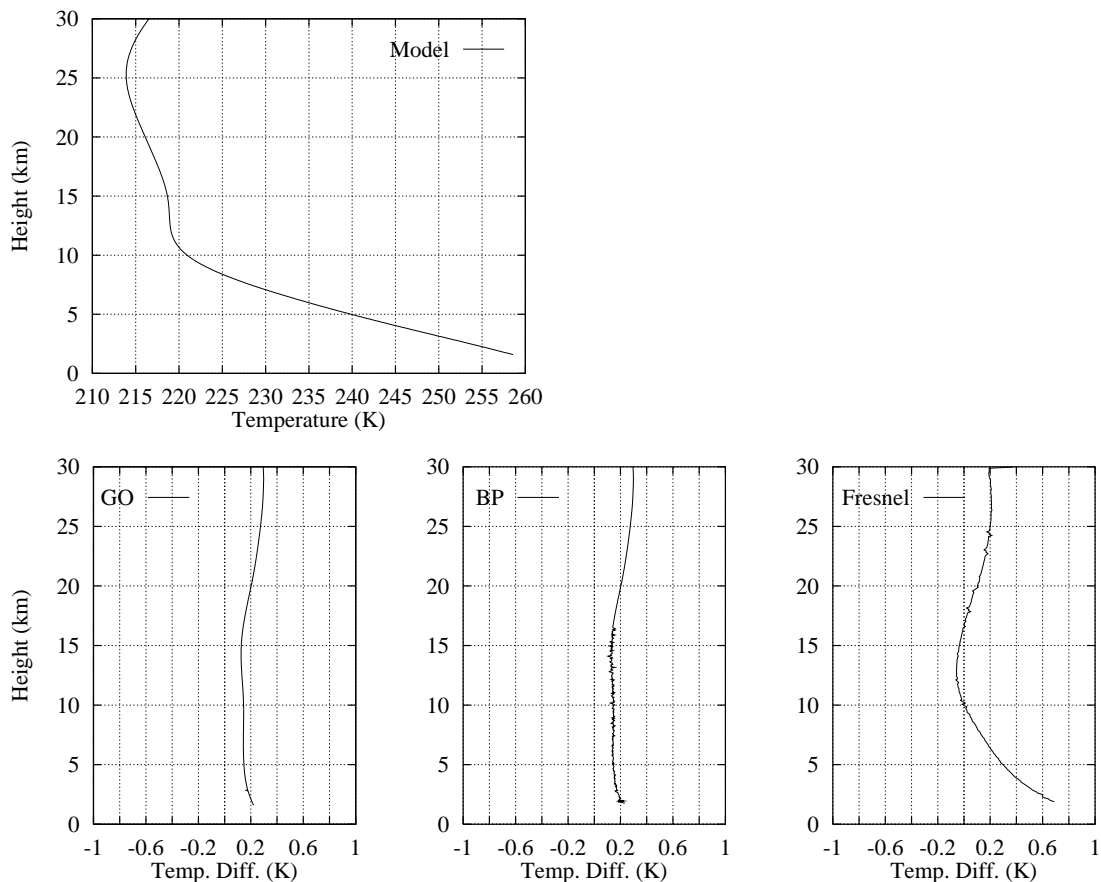 30
25
20
15
10
5
0
Height (km)
Model
210 215 220 225 230 235 240 245 250 255 260
Temperature (K)
30
25
20
15
10
5
0
Height (km)
GO
-1 -0.6 -0.2 0.2 0.6 1
Temp. Diff. (K)
30
25
20
15
10
5
0
BP
-1 -0.6 -0.2 0.2 0.6 1
Temp. Diff. (K)
30
25
20
15
10
5
0
Fresnel
-1 -0.6 -0.2 0.2 0.6 1
Temp. Diff. (K)